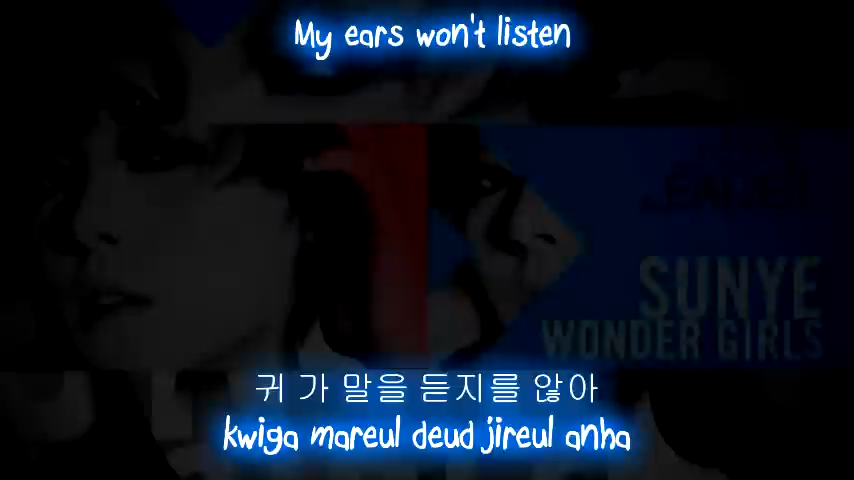 My ears won't listen
LEADER
SUNYE
WONDER GIRLS
귀 가 말을 듣지를 않아
kwiga mareul deud jireul anha